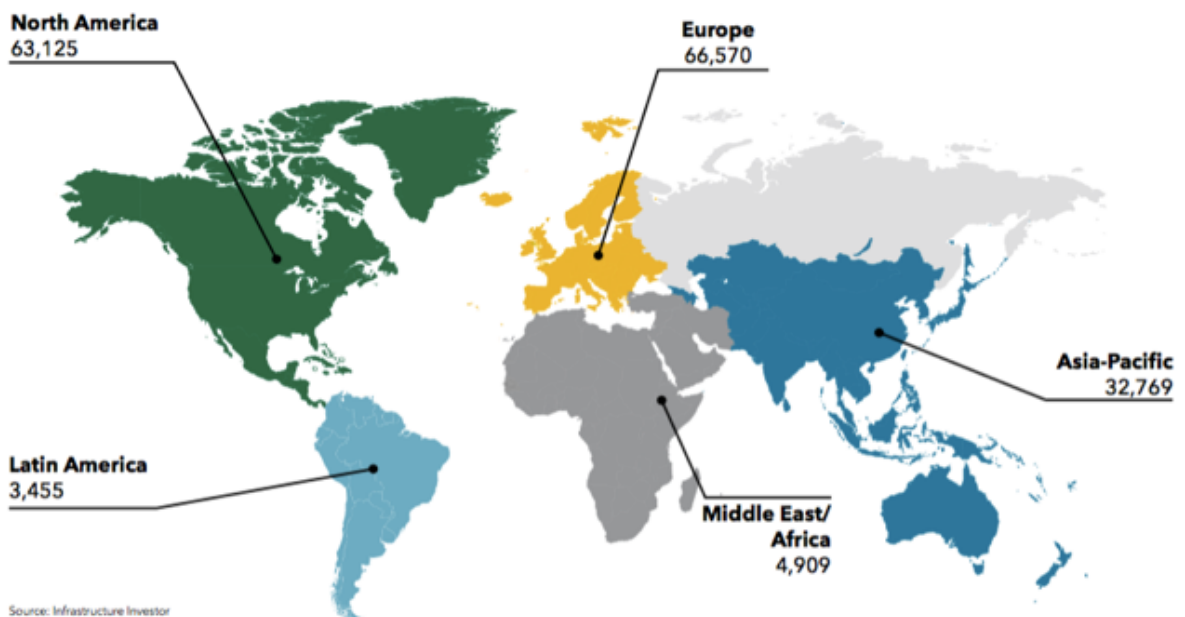 North America
63,125
Europe
66,570
Asia-Pacific
32,769
Latin America
3,455
Middle East/
Africa
4,909
Source: Infrastructure Investor